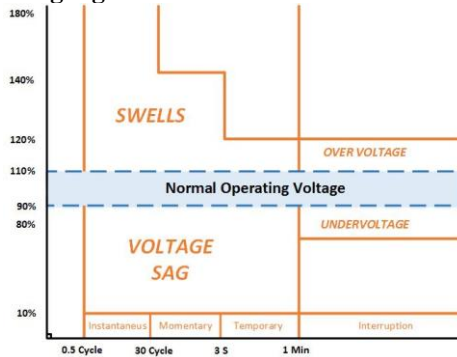 180%
140%
SWELLS
120%
OVER VOLTAGE
110%
Normal Operating Voltage
90%
UNDERVOLTAGE
80%
VOLTAGE
SAG
10%
Instantaneus Momentary Temporary Interruption
0.5 Cycle 30 Cycle 3 S 1 Min